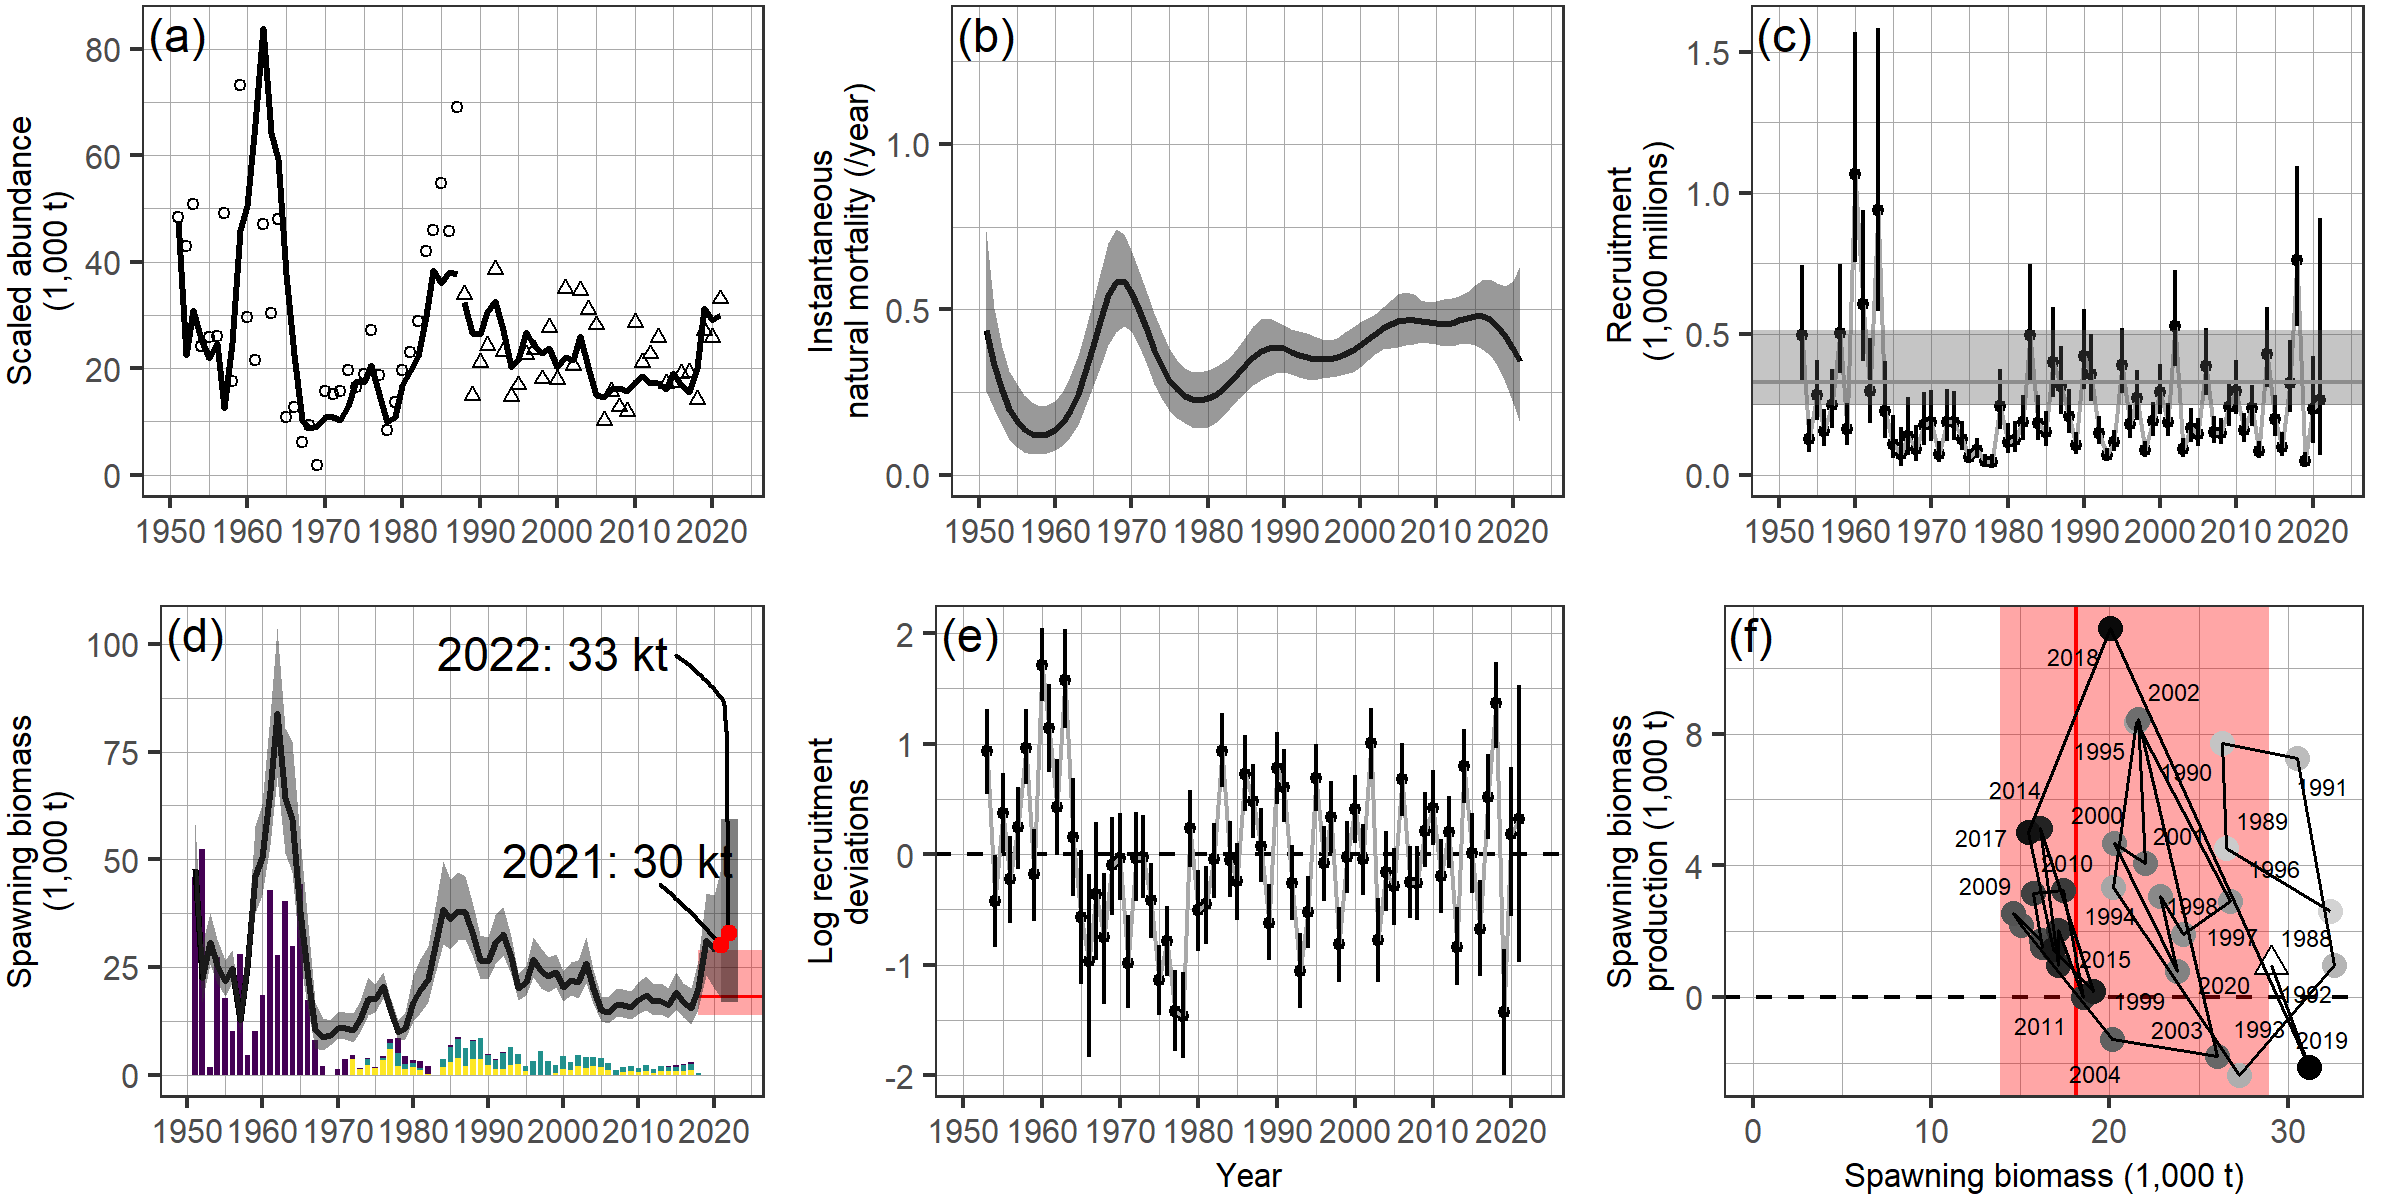 (a)
Scaled abundance
(1,000 t)
80
60
40
20
0
1950 1960 1970 1980 1990 2000 2010 2020
(b)
Instantaneous
natural mortality (/year)
1.0
0.5
0.0
1950 1960 1970 1980 1990 2000 2010 2020
(c)
Recruitment
(1,000 millions)
1.5
1.0
0.5
0.0
1950 1960 1970 1980 1990 2000 2010 2020
(d)
Spawning biomass
(1,000 t)
100
75
50
25
0
2022: 33 kt
2021: 30 kt
1950 1960 1970 1980 1990 2000 2010 2020
(e)
Log recruitment
deviations
2
1
0
-1
-2
1950 1960 1970 1980 1990 2000 2010 2020
Year
(f)
Spawning biomass
production (1,000 t)
8
4
0
2018
2002
1995
1990
1991
2014
2000
1989
2017
2001
2010
1996
2009
1994
1998
1997
1988
2015
2020
1992
1999
2011
2003
1993
2019
2004
0 10 20 30
Spawning biomass (1,000 t)